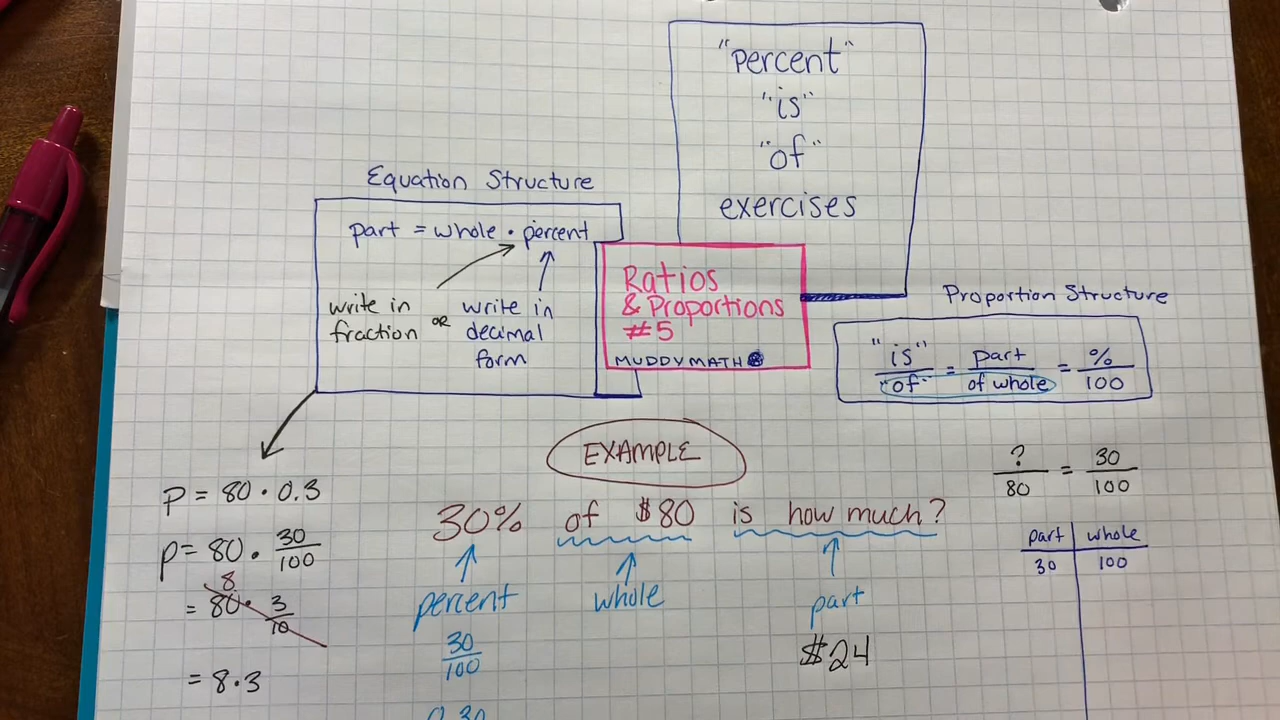 "percent"
"is"
"of"
exercises
Equation Structure
part = whole · percent
write in fraction OR write in decimal form
Ratios
& Proportions
#5
MUDDYMATH
Proportion Structure
"is"/"of" = part/of whole = %/100
EXAMPLE
30% of $80 is how much?
percent
30/100
0.30
whole
part
$24
P = 80 · 0.3
P = 80 · 30/100
8
= 80 · 3/10
= 8 · 3
?/80 = 30/100
part whole
30 100